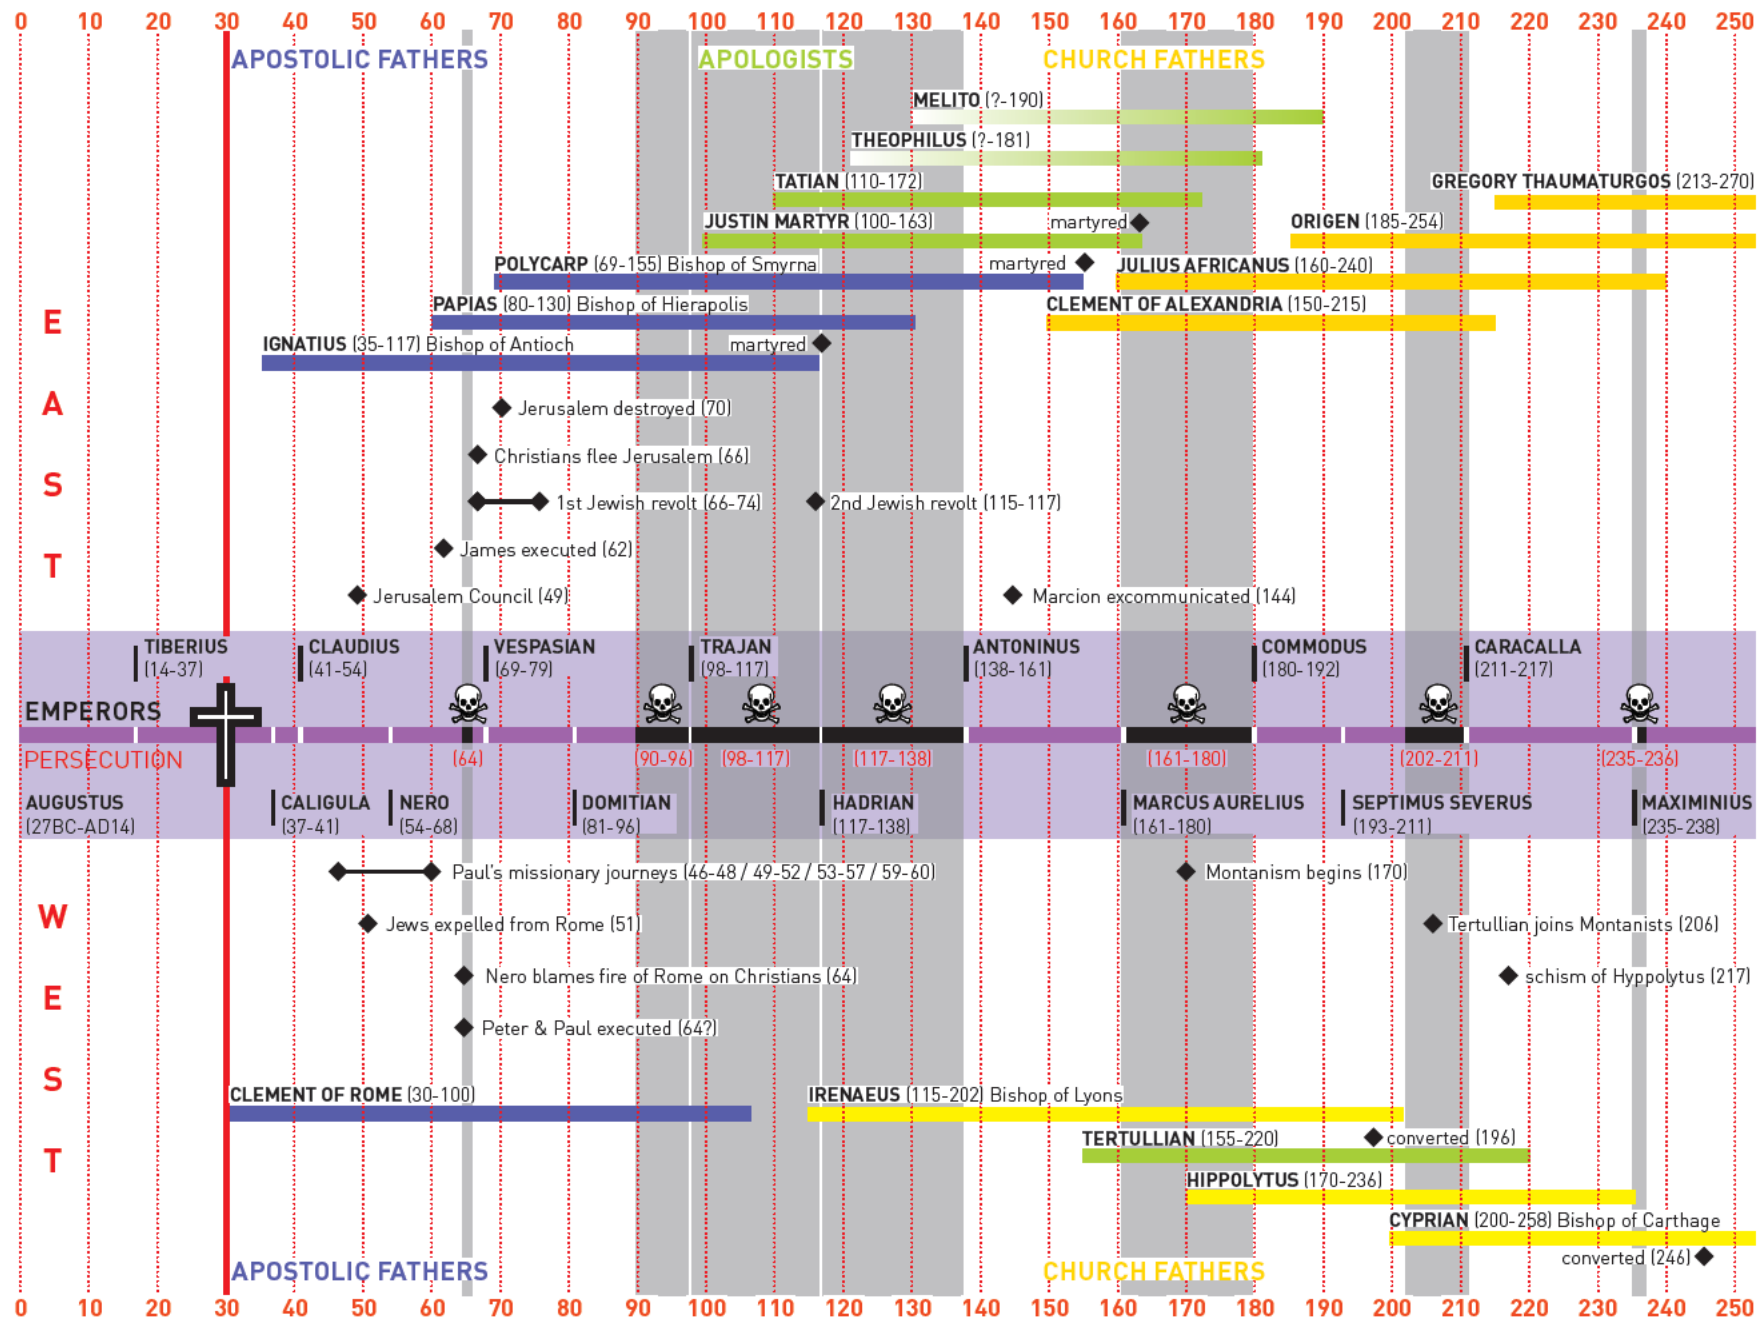 0 10 20 30 40 50 60 70 80 90 100 110 120 130 140 150 160 170 180 190 200 210 220 230 240 250
APOSTOLIC FATHERS APOLOGISTS CHURCH FATHERS
MELITO (?-190)
THEOPHILUS (?-181)
TATIAN (110-172) GREGORY THAUMATURGOS (213-270)
JUSTIN MARTYR (100-163) martyred ORIGEN (185-254)
POLYCARP (69-155) Bishop of Smyrna martyred JULIUS AFRICANUS (160-240)
PAPIAS (80-130) Bishop of Hierapolis CLEMENT OF ALEXANDRIA (150-215)
IGNATIUS (35-117) Bishop of Antioch martyred
EAST
Jerusalem destroyed (70)
Christians flee Jerusalem (66)
1st Jewish revolt (66-74) 2nd Jewish revolt (115-117)
James executed (62)
Jerusalem Council (49) Marcion excommunicated (144)
TIBERIUS CLAUDIUS VESPASIAN TRAJAN ANTONINUS COMMODUS CARACALLA
(14-37) (41-54) (69-79) (98-117) (138-161) (180-192) (211-217)
EMPERORS
PERSECUTION (64) (90-96) (98-117) (117-138) (161-180) (202-211) (235-236)
AUGUSTUS CALIGULA NERO DOMITIAN HADRIAN MARCUS AURELIUS SEPTIMUS SEVERUS MAXIMINIUS
(27BC-AD14) (37-41) (54-68) (81-96) (117-138) (161-180) (193-211) (235-238)
WEST
Paul's missionary journeys (46-48 / 49-52 / 53-57 / 59-60) Montanism begins (170)
Jews expelled from Rome (51) Tertullian joins Montanists (206)
Nero blames fire of Rome on Christians (64) schism of Hyppolytus (217)
Peter & Paul executed (64?)
CLEMENT OF ROME (30-100) IRENAEUS (115-202) Bishop of Lyons
TERTULLIAN (155-220) converted (196)
HIPPOLYTUS (170-236)
CYPRIAN (200-258) Bishop of Carthage
converted (246)
APOSTOLIC FATHERS CHURCH FATHERS
0 10 20 30 40 50 60 70 80 90 100 110 120 130 140 150 160 170 180 190 200 210 220 230 240 250